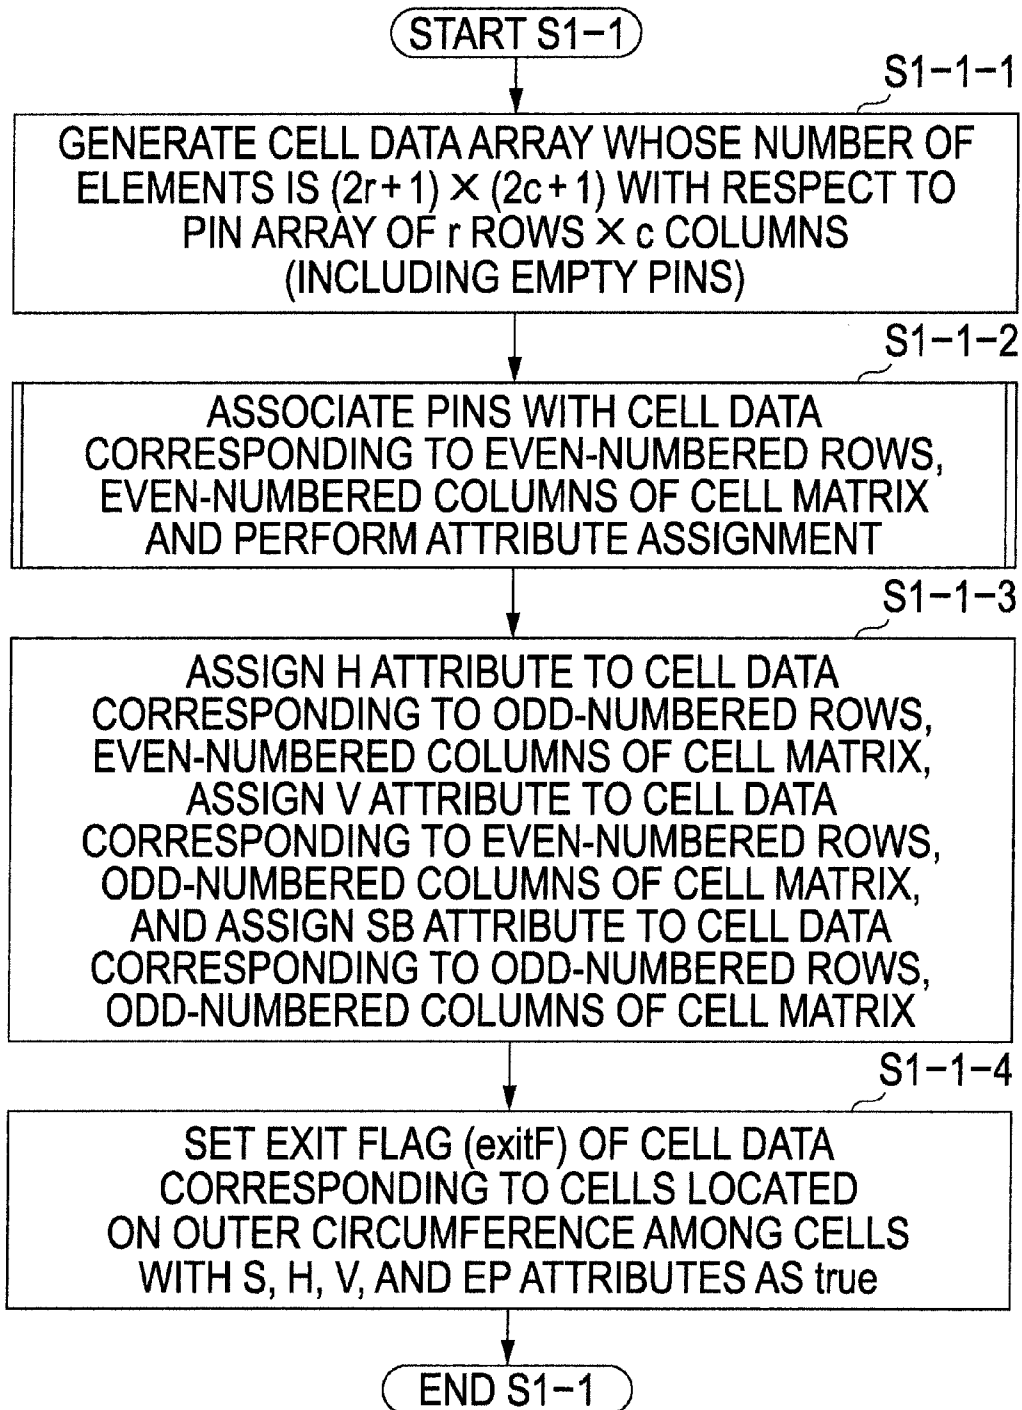 START S1-1
S1-1-1
GENERATE CELL DATA ARRAY WHOSE NUMBER OF
ELEMENTS IS (2r+1) × (2c+1) WITH RESPECT TO
PIN ARRAY OF r ROWS × c COLUMNS
(INCLUDING EMPTY PINS)
S1-1-2
ASSOCIATE PINS WITH CELL DATA
CORRESPONDING TO EVEN-NUMBERED ROWS,
EVEN-NUMBERED COLUMNS OF CELL MATRIX
AND PERFORM ATTRIBUTE ASSIGNMENT
S1-1-3
ASSIGN H ATTRIBUTE TO CELL DATA
CORRESPONDING TO ODD-NUMBERED ROWS,
EVEN-NUMBERED COLUMNS OF CELL MATRIX,
ASSIGN V ATTRIBUTE TO CELL DATA
CORRESPONDING TO EVEN-NUMBERED ROWS,
ODD-NUMBERED COLUMNS OF CELL MATRIX,
AND ASSIGN SB ATTRIBUTE TO CELL DATA
CORRESPONDING TO ODD-NUMBERED ROWS,
ODD-NUMBERED COLUMNS OF CELL MATRIX
S1-1-4
SET EXIT FLAG (exitF) OF CELL DATA
CORRESPONDING TO CELLS LOCATED
ON OUTER CIRCUMFERENCE AMONG CELLS
WITH S, H, V, AND EP ATTRIBUTES AS true
END S1-1